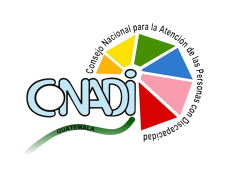 Consejo Nacional para la Atención de las Personas con Discapacidad
CONADI
GUATEMALA